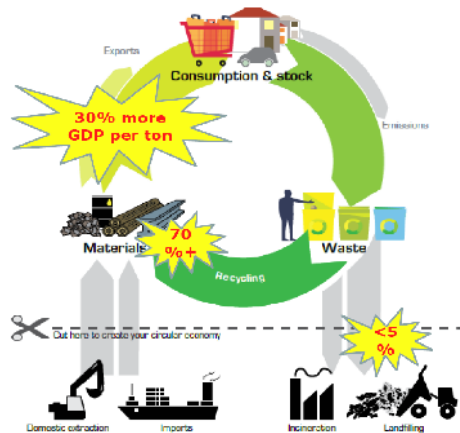 Exports
Consumption & stock
30% more
GDP per ton
Emissions
70
%+
Materials
Waste
Recycling
Cut here to create your circular economy
<5
%
Domestic extraction
Imports
Incineration
Landfilling